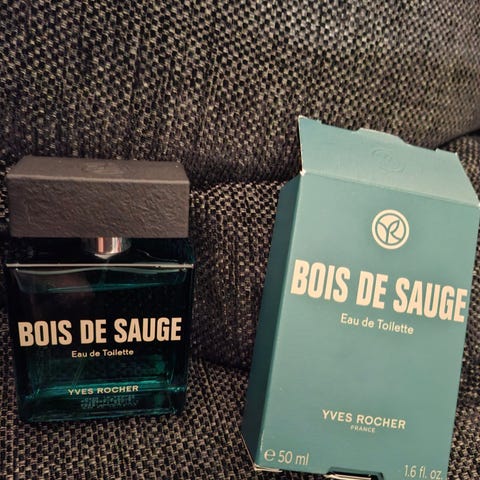 BOIS DE SAUGE
Eau de Toilette
YVES ROCHER
BOIS DE SAUGE
Eau de Toilette
YVES ROCHER
FRANCE
℮ 50 ml
1.6 fl. oz.